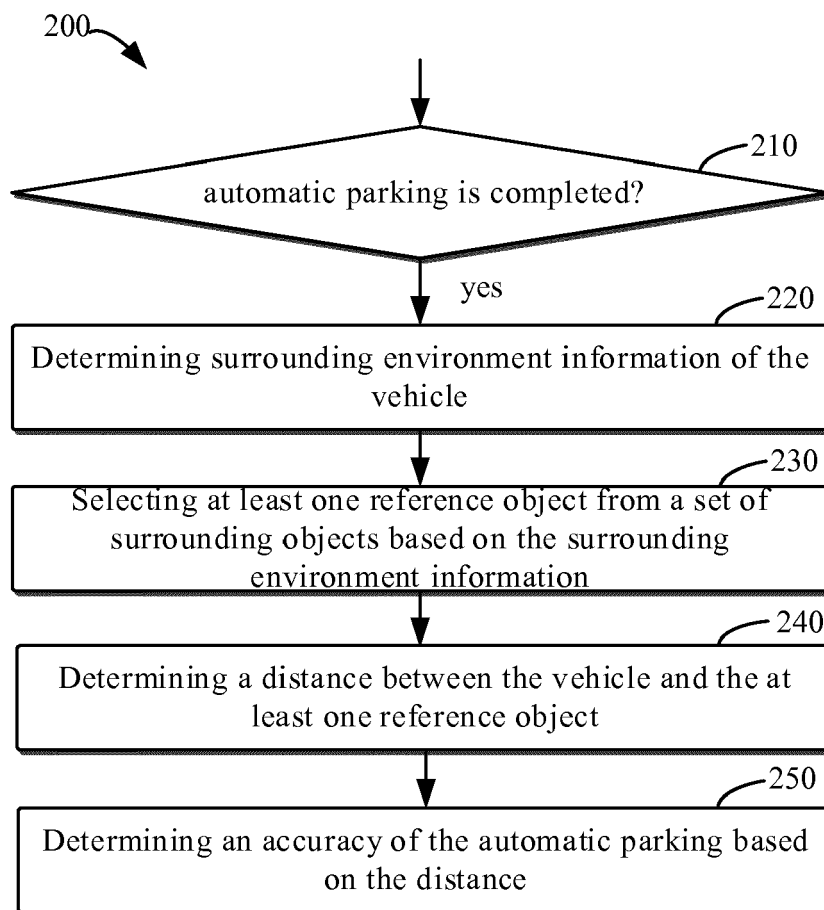 200
210
automatic parking is completed?
yes
220
Determining surrounding environment information of the
vehicle
230
Selecting at least one reference object from a set of
surrounding objects based on the surrounding
environment information
240
Determining a distance between the vehicle and the at
least one reference object
250
Determining an accuracy of the automatic parking based
on the distance